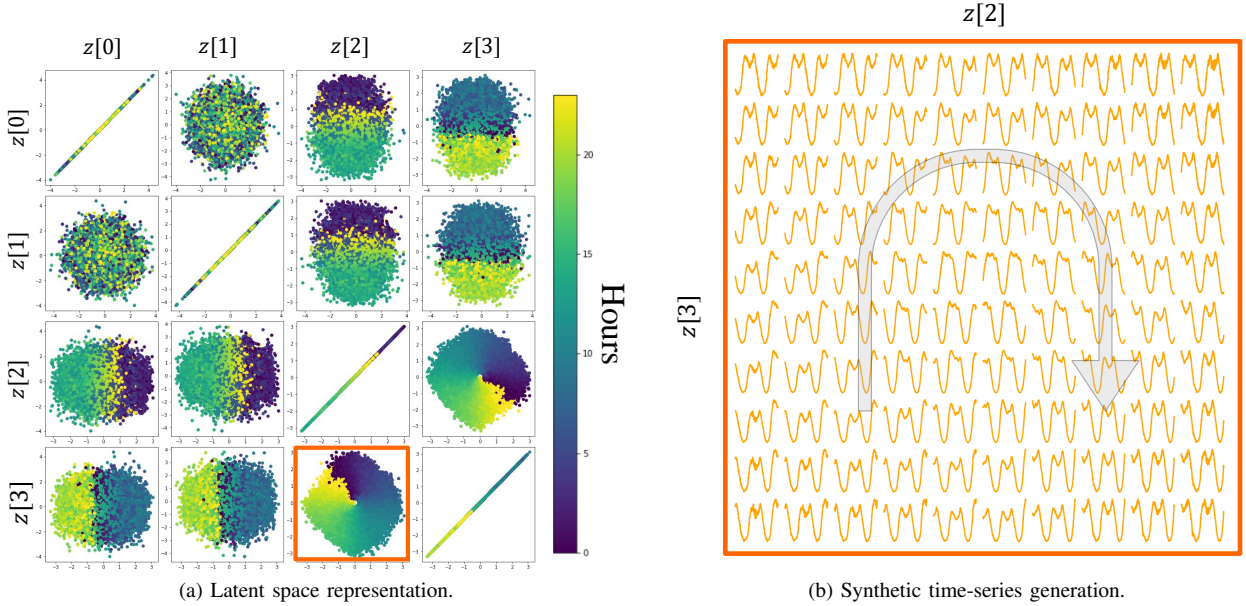 z[0] z[1] z[2] z[3]
z[0]
z[1]
z[2]
z[3]
Hours
20
15
10
5
0
(a) Latent space representation.
z[2]
z[3]
(b) Synthetic time-series generation.